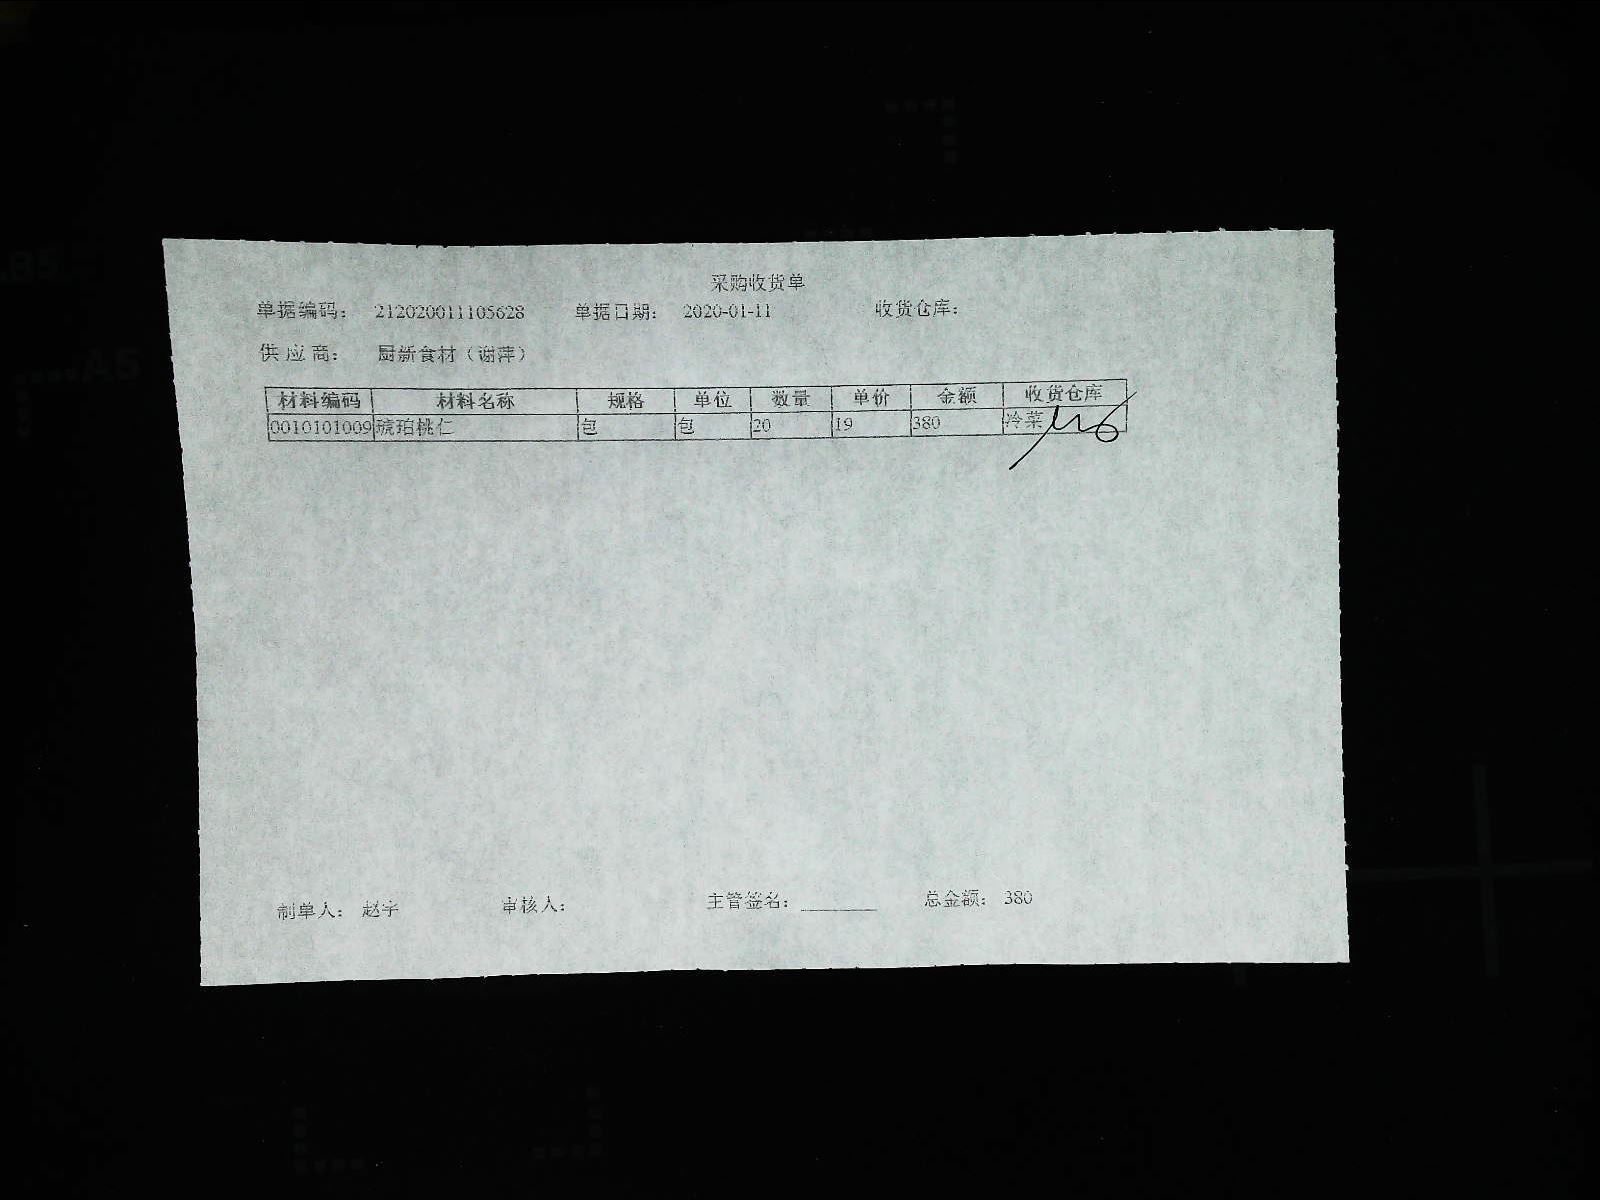 采购收货单
单据编码： 212020011105628 单据日期： 2020-01-11 收货仓库：
供应商： 厨新食材（谢萍）
材料编码 材料名称 规格 单位 数量 单价 金额 收货仓库
0010101009 琥珀桃仁 包 包 20 19 380 冷菜
制单人： 赵宇 审核人： 主管签名： ________ 总金额： 380